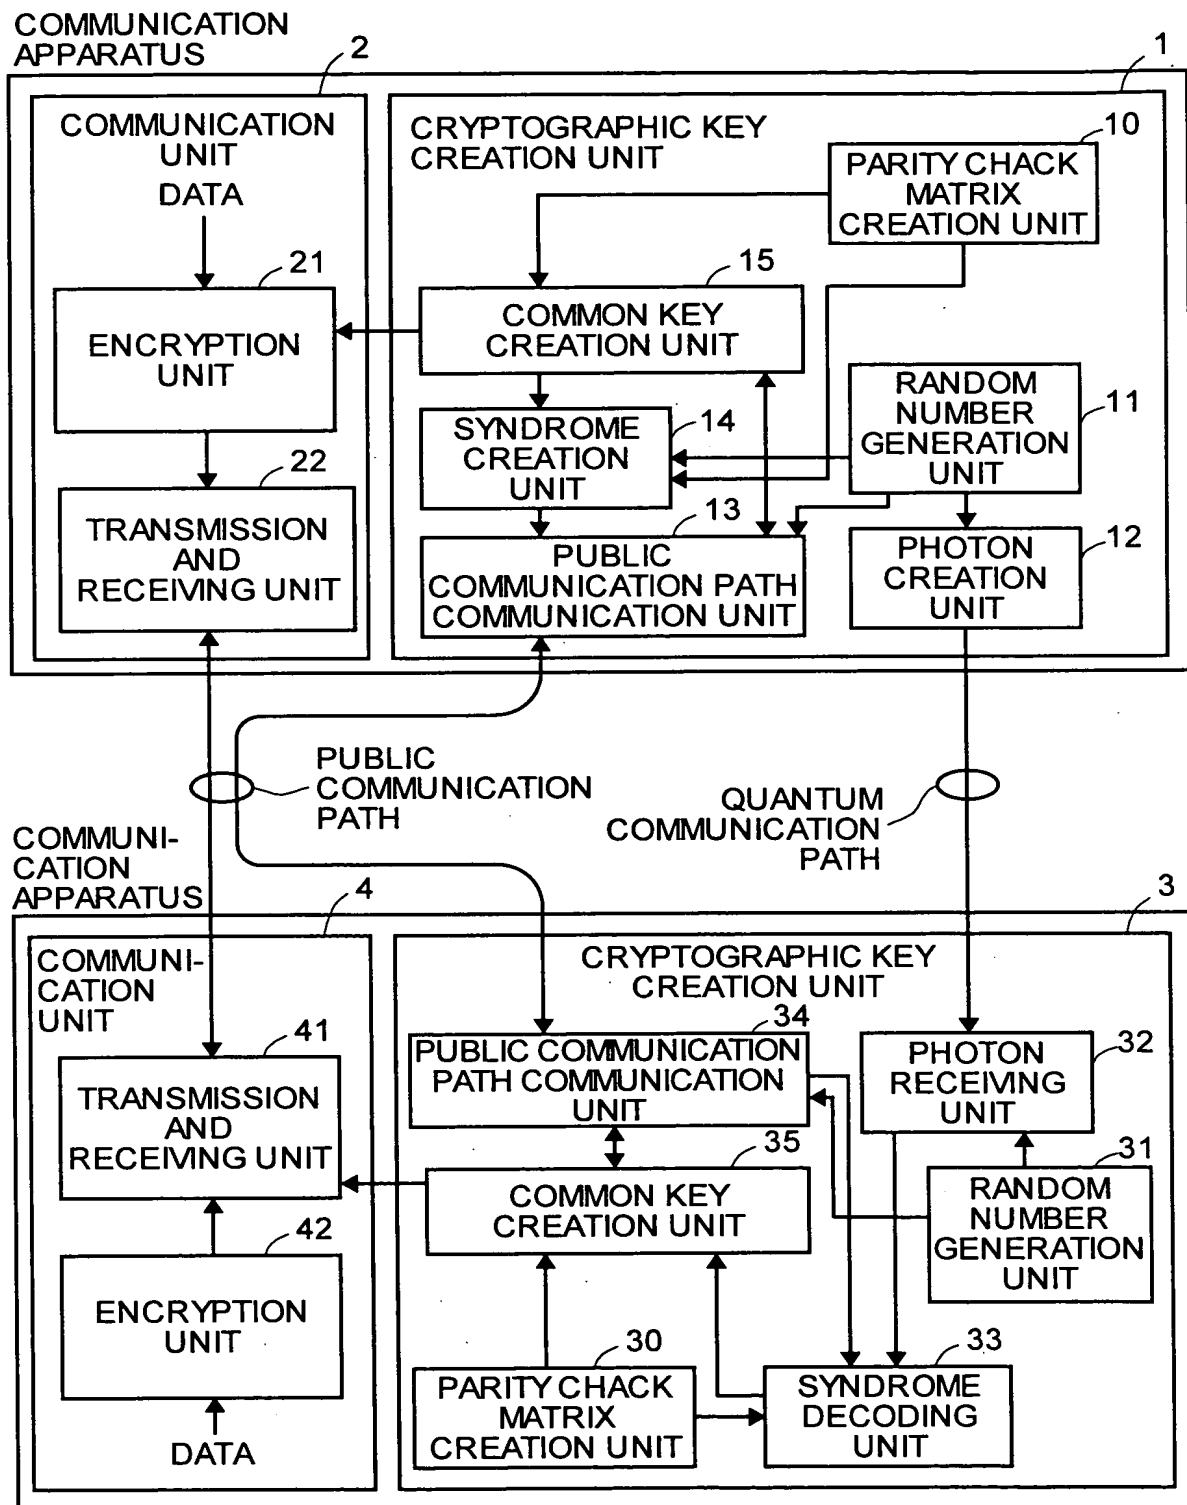 COMMUNICATION
APPARATUS
2
1
COMMUNICATION
UNIT
DATA
CRYPTOGRAPHIC KEY
CREATION UNIT
10
PARITY CHACK
MATRIX
CREATION UNIT
21
ENCRYPTION
UNIT
15
COMMON KEY
CREATION UNIT
RANDOM
NUMBER
GENERATION
UNIT
11
SYNDROME
CREATION
UNIT
14
22
TRANSMISSION
AND
RECEIVING UNIT
13
PUBLIC
COMMUNICATION PATH
COMMUNICATION UNIT
PHOTON
CREATION
UNIT
12
PUBLIC
COMMUNICATION
PATH
QUANTUM
COMMUNICATION
PATH
COMMUNI-
CATION
APPARATUS
4
3
COMMUNI-
CATION
UNIT
CRYPTOGRAPHIC KEY
CREATION UNIT
41
TRANSMISSION
AND
RECEIVING UNIT
34
PUBLIC COMMUNICATION
PATH COMMUNICATION
UNIT
PHOTON
RECEIVING
UNIT
32
35
COMMON KEY
CREATION UNIT
31
RANDOM
NUMBER
GENERATION
UNIT
42
ENCRYPTION
UNIT
DATA
30
PARITY CHACK
MATRIX
CREATION UNIT
33
SYNDROME
DECODING
UNIT